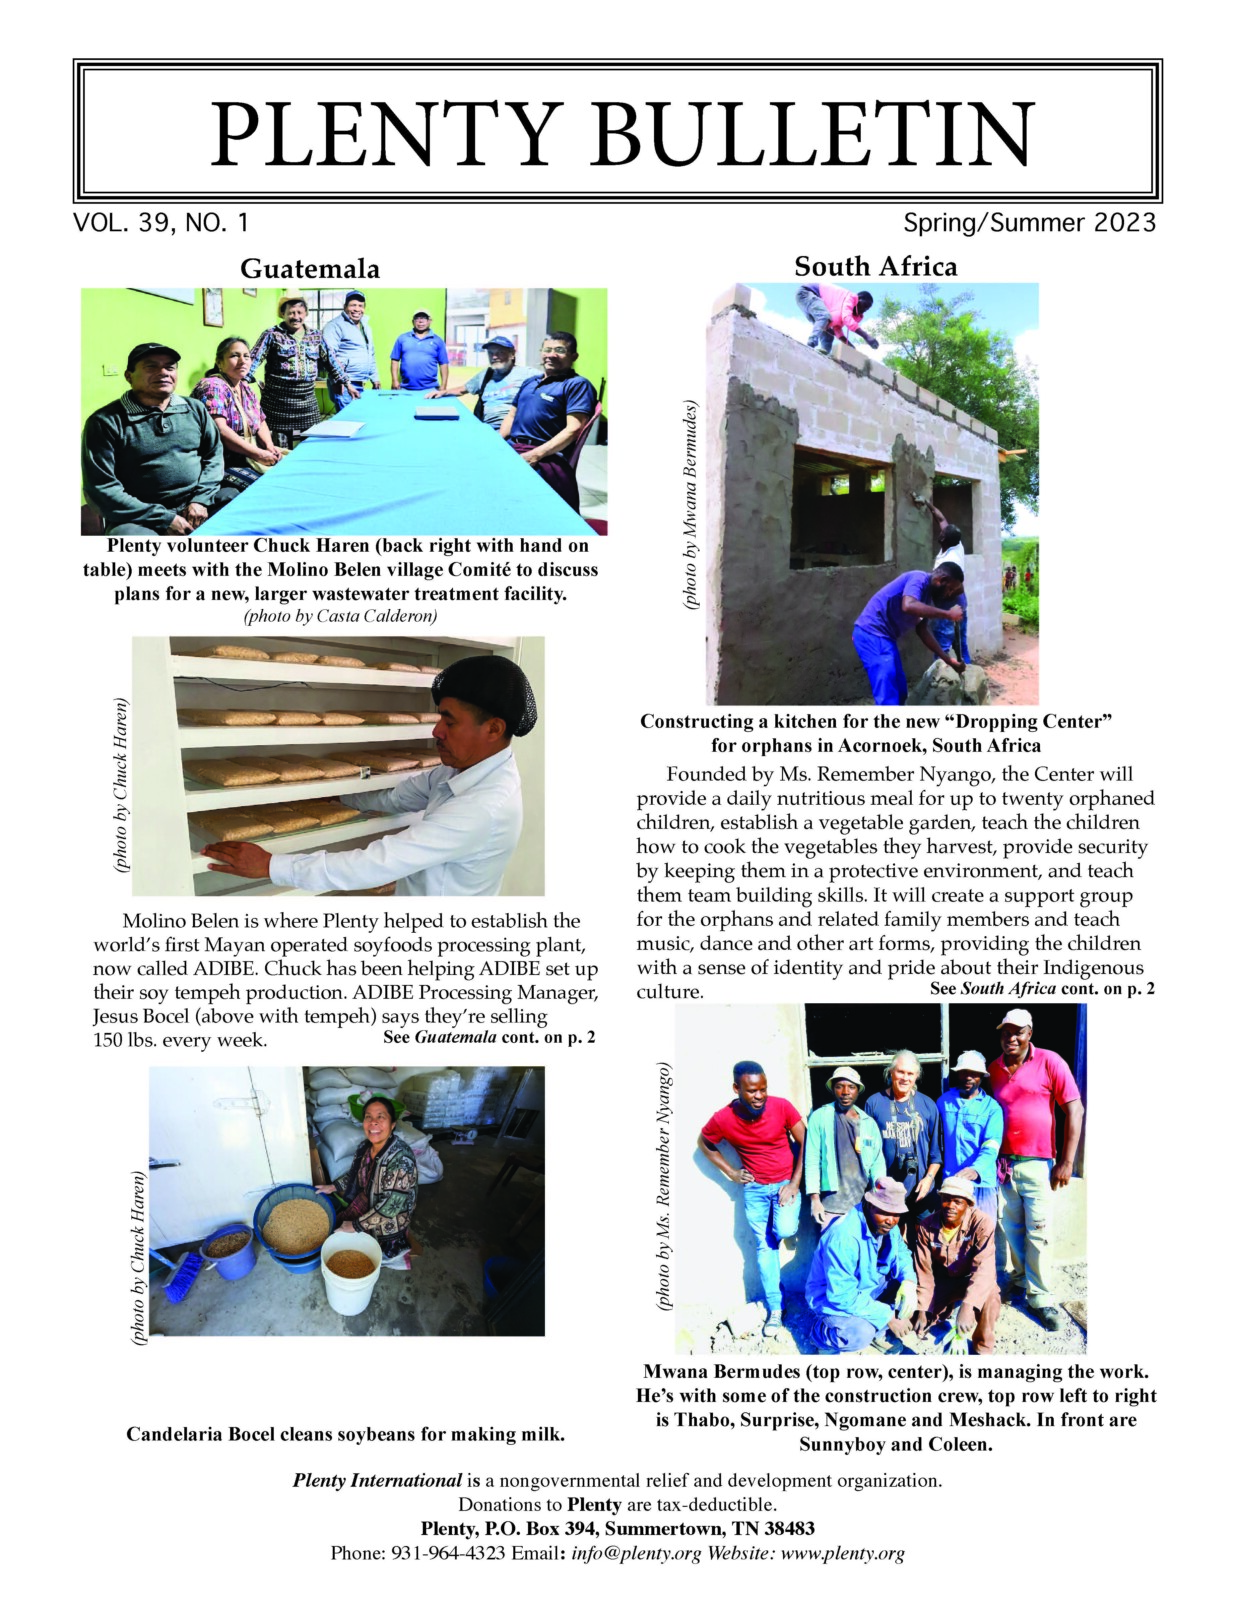 PLENTY BULLETIN
VOL. 39, NO. 1
Spring/Summer 2023
Guatemala
Plenty volunteer Chuck Haren (back right with hand on
table) meets with the Molino Belen village Comité to discuss
plans for a new, larger wastewater treatment facility.
(photo by Casta Calderon)
(photo by Chuck Haren)
Molino Belen is where Plenty helped to establish the
world's first Mayan operated soyfoods processing plant,
now called ADIBE. Chuck has been helping ADIBE set up
their soy tempeh production. ADIBE Processing Manager,
Jesus Bocel (above with tempeh) says they're selling
150 lbs. every week.
See Guatemala cont. on p. 2
(photo by Chuck Haren)
Candelaria Bocel cleans soybeans for making milk.
South Africa
(photo by Mwana Bermudes)
Constructing a kitchen for the new “Dropping Center”
for orphans in Acornoek, South Africa
Founded by Ms. Remember Nyango, the Center will
provide a daily nutritious meal for up to twenty orphaned
children, establish a vegetable garden, teach the children
how to cook the vegetables they harvest, provide security
by keeping them in a protective environment, and teach
them team building skills. It will create a support group
for the orphans and related family members and teach
music, dance and other art forms, providing the children
with a sense of identity and pride about their Indigenous
culture.
See South Africa cont. on p. 2
(photo by Ms. Remember Nyango)
Mwana Bermudes (top row, center), is managing the work.
He's with some of the construction crew, top row left to right
is Thabo, Surprise, Ngomane and Meshack. In front are
Sunnyboy and Coleen.
Plenty International is a nongovernmental relief and development organization.
Donations to Plenty are tax-deductible.
Plenty, P.O. Box 394, Summertown, TN 38483
Phone: 931-964-4323 Email: info@plenty.org Website: www.plenty.org